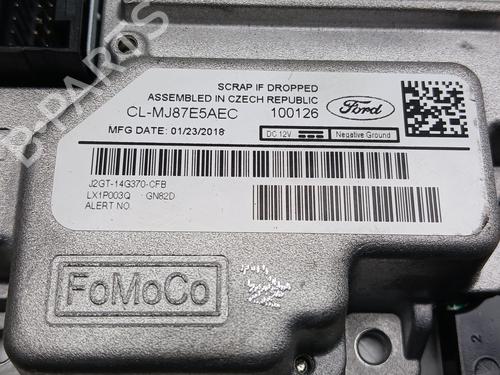 SCRAP IF DROPPED
ASSEMBLED IN CZECH REPUBLIC
CL-MJ87E5AEC 100126
Ford
MFG DATE: 01/23/2018
DC 12V Negative Ground
J2GT-14G370-CFB
LX1P003Q GN82D
ALERT NO.
FoMoCo
B-PARTS